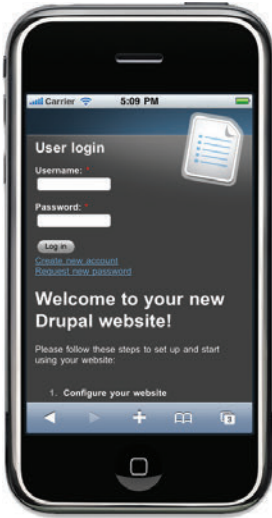 Carrier 5:09 PM
User login
Username: *
Password: *
Log in
Create new account
Request new password
Welcome to your new
Drupal website!
Please follow these steps to set up and start
using your website:
1. Configure your website
3